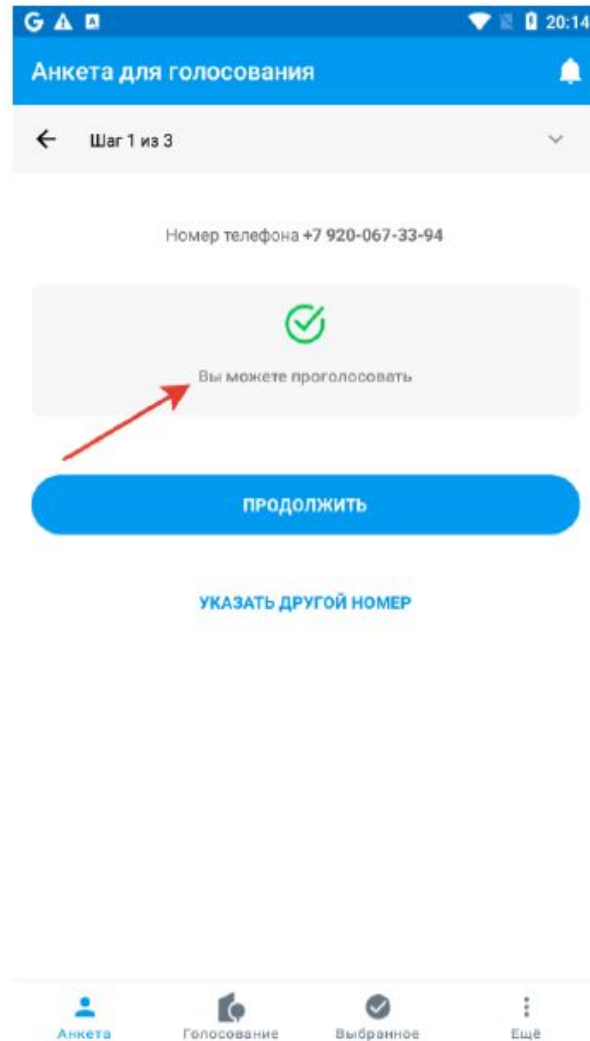 20:14
Анкета для голосования
Шаг 1 из 3
Номер телефона +7 920-067-33-94
Вы можете проголосовать
ПРОДОЛЖИТЬ
УКАЗАТЬ ДРУГОЙ НОМЕР
Анкета Голосование Выбранное Ещё